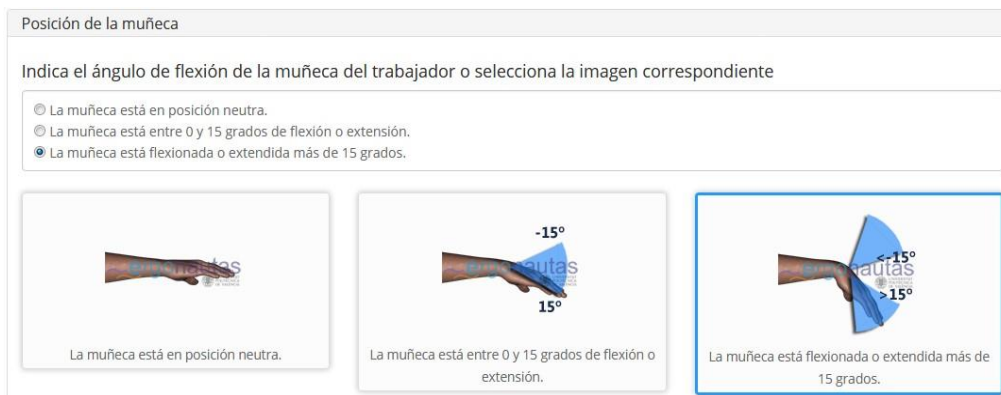 Posición de la muñeca
Indica el ángulo de flexión de la muñeca del trabajador o selecciona la imagen correspondiente
La muñeca está en posición neutra.
La muñeca está entre 0 y 15 grados de flexión o extensión.
La muñeca está flexionada o extendida más de 15 grados.
ergonautas
La muñeca está en posición neutra.
-15º
ergonautas
15º
La muñeca está entre 0 y 15 grados de flexión o
extensión.
<-15º
ergonautas
>15º
La muñeca está flexionada o extendida más de
15 grados.